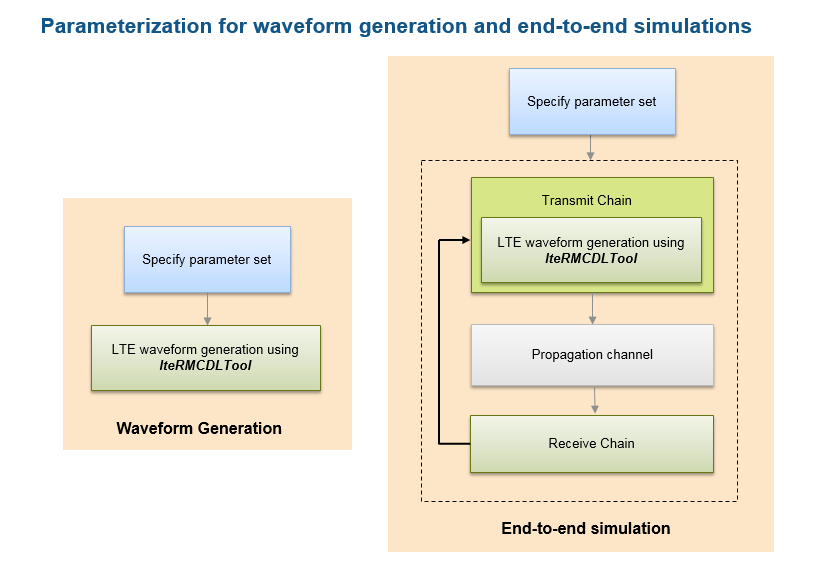 Parameterization for waveform generation and end-to-end simulations
Specify parameter set
LTE waveform generation using
lteRMCDLTool
Waveform Generation
Specify parameter set
Transmit Chain
LTE waveform generation using
lteRMCDLTool
Propagation channel
Receive Chain
End-to-end simulation